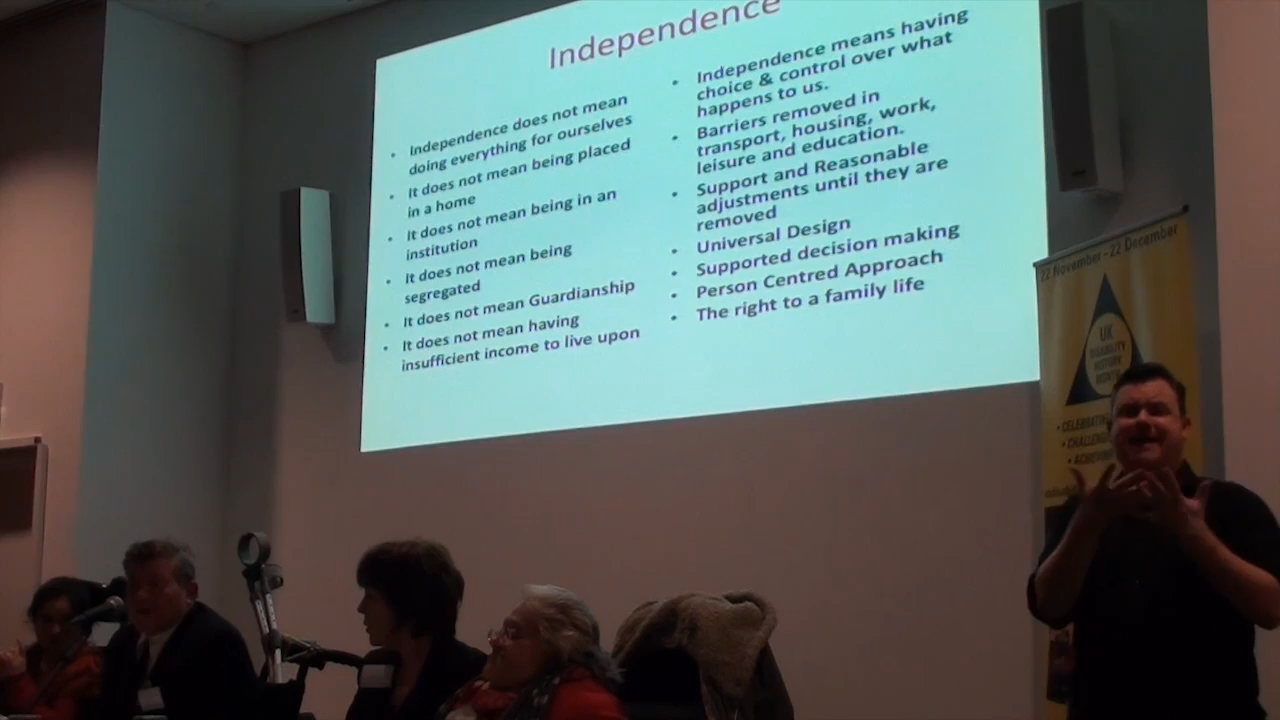 Independence
Independence does not mean
doing everything for ourselves
It does not mean being placed
in a home
It does not mean being in an
institution
It does not mean being
segregated
It does not mean Guardianship
It does not mean having
insufficient income to live upon
Independence means having
choice & control over what
happens to us.
Barriers removed in
transport, housing, work,
leisure and education.
Support and Reasonable
adjustments until they are
removed
Universal Design
Supported decision making
Person Centred Approach
The right to a family life
22 November - 22 December
UK
DISABILITY
HISTORY
MONTH